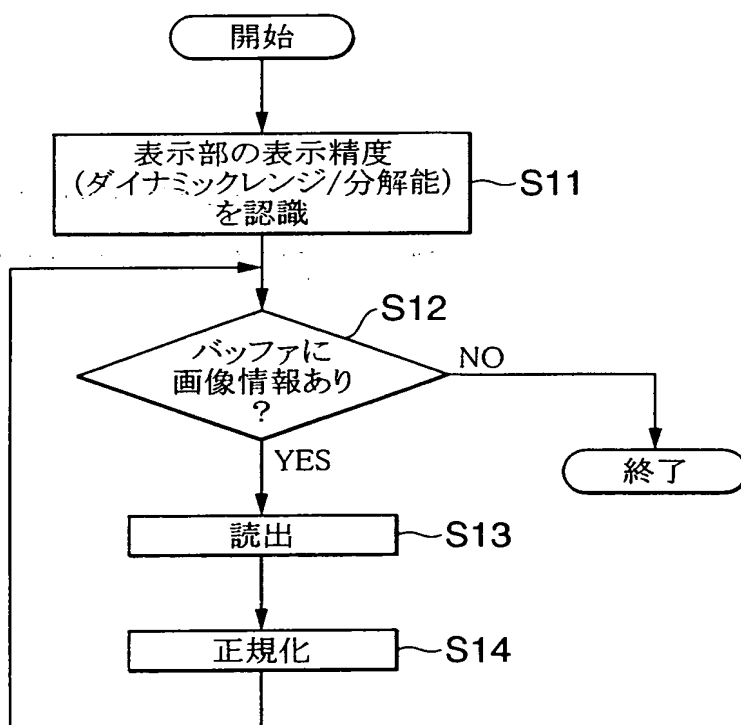 開始
表示部の表示精度
(ダイナミックレンジ/分解能)
を認識
S11
S12
バッファに
画像情報あり
?
NO
YES
終了
読出
S13
正規化
S14